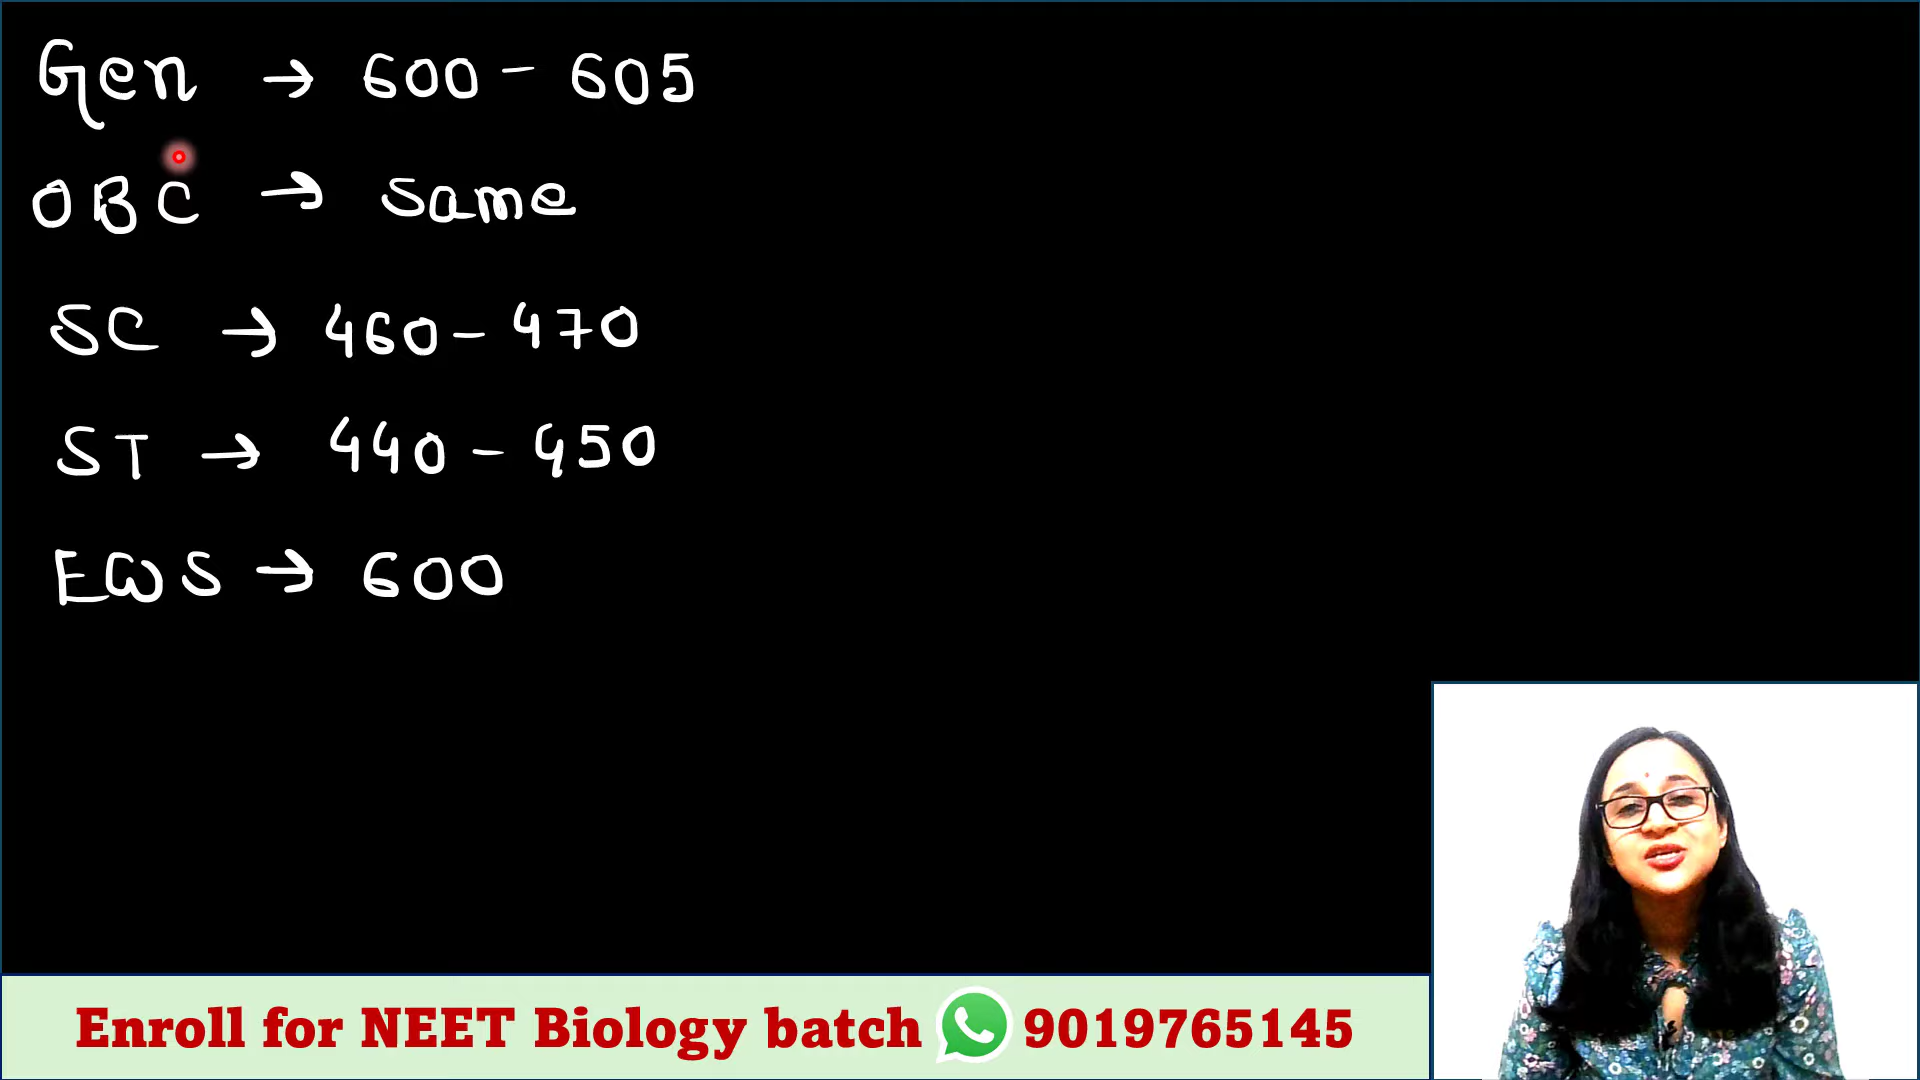 Gen → 600 - 605
OBC → Same
SC → 460 - 470
ST → 440 - 450
EWS → 600
Enroll for NEET Biology batch 9019765145